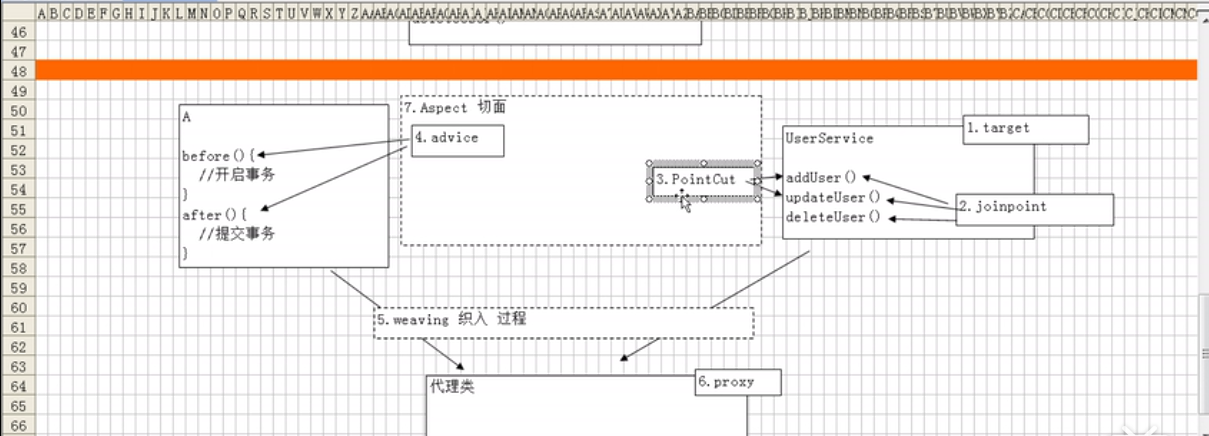 A B C D E F G H I J K L M N O P Q R S T U V W X Y Z
46
47
48
49
50
51
52
53
54
55
56
57
58
59
60
61
62
63
64
65
66
A
before(){
//开启事务
}
after(){
//提交事务
}
7.Aspect 切面
4.advice
3.PointCut
UserService
1.target
addUser()
updateUser()
deleteUser()
2.joinpoint
5.weaving 织入 过程
代理类
6.proxy